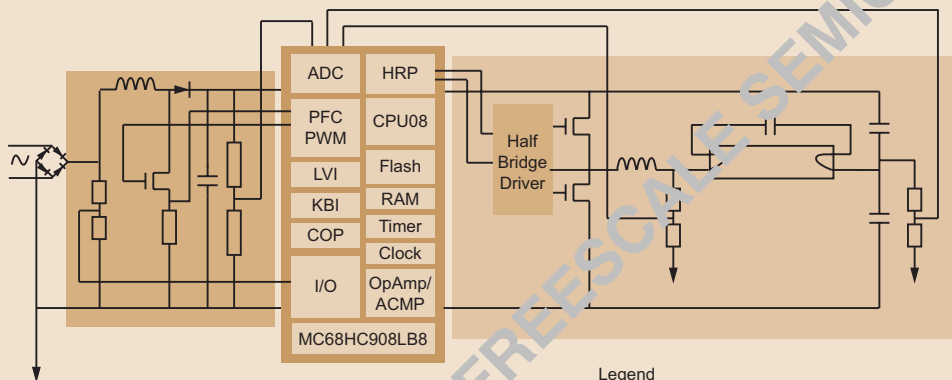 ADC
HRP
PFC
PWM
CPU08
LVI
Flash
KBI
RAM
COP
Timer
Clock
I/O
OpAmp/
ACMP
MC68HC908LB8
Half
Bridge
Driver
Legend
FREESCALE SEMIC